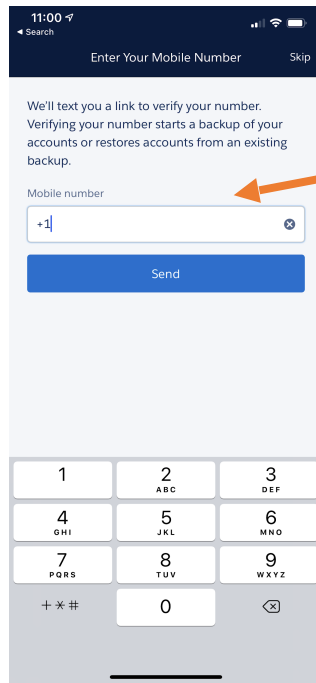 11:00
◀ Search
Enter Your Mobile Number
Skip
We'll text you a link to verify your number.
Verifying your number starts a backup of your
accounts or restores accounts from an existing
backup.
Mobile number
+1
Send
1
2
ABC
3
DEF
4
GHI
5
JKL
6
MNO
7
PQRS
8
TUV
9
WXYZ
+*#
0